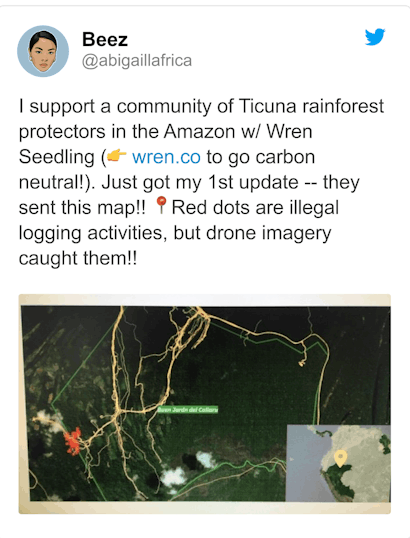 Beez
@abigaillafrica
I support a community of Ticuna rainforest
protectors in the Amazon w/ Wren
Seedling (👉 wren.co to go carbon
neutral!). Just got my 1st update -- they
sent this map!! 📍Red dots are illegal
logging activities, but drone imagery
caught them!!
Buen Jardin del Callaru